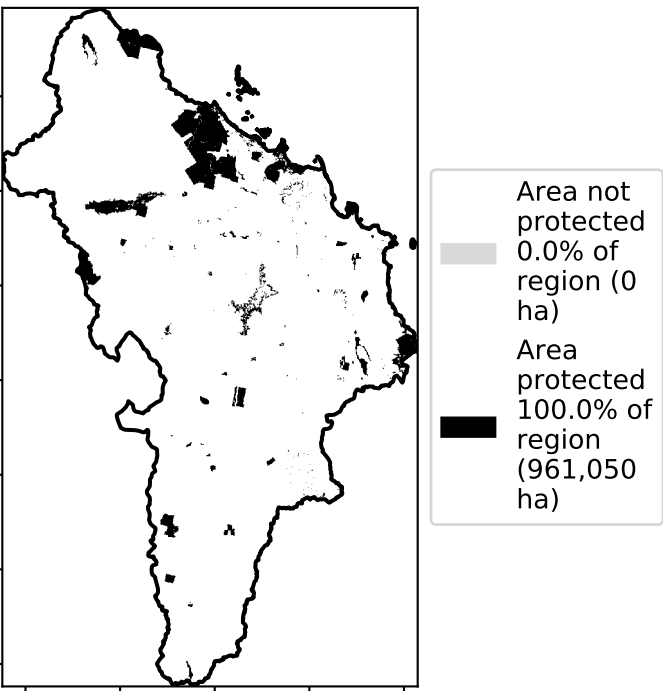 Area not
protected
0.0% of
region (0
ha)
Area
protected
100.0% of
region
(961,050
ha)